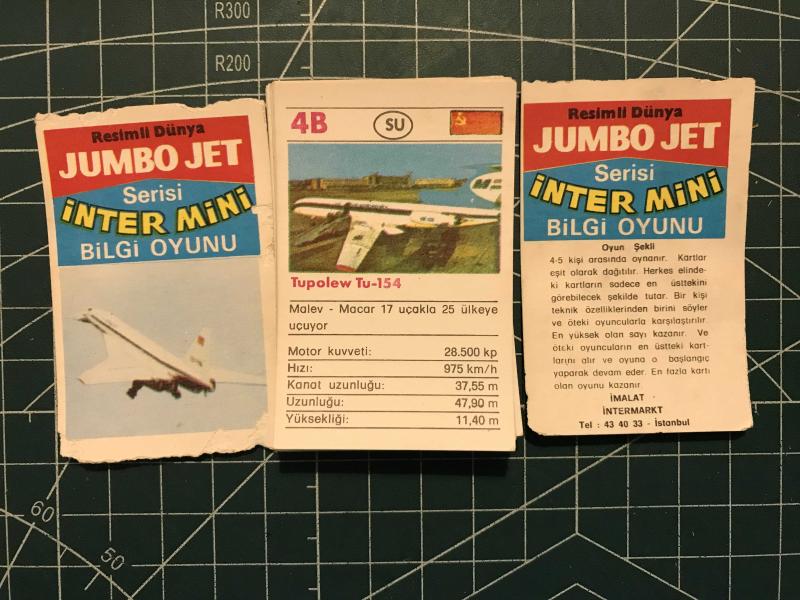 R300
R200
Resimli Dünya
JUMBO JET
Serisi
iNTER MiNi
BiLGi OYUNU
4B
SU
Tupolew Tu-154
Malev - Macar 17 uçakla 25 ülkeye
uçuyor
Motor kuvveti: 28.500 kp
Hızı: 975 km/h
Kanat uzunluğu: 37,55 m
Uzunluğu: 47,90 m
Yüksekliği: 11,40 m
Resimli Dünya
JUMBO JET
Serisi
iNTER MiNi
BiLGi OYUNU
Oyun Şekli
4-5 kişi arasında oynanır. Kartlar
eşit olarak dağıtılır. Herkes elinde-
ki kartların sadece en üsttekini
görebilecek şekilde tutar. Bir kişi
teknik özelliklerinden birini söyler
ve öteki oyuncularla karşılaştırılır.
En yüksek olan sayı kazanır. Ve
öteki oyuncuların en üsteki kart-
larını alır ve oyuna o başlangıç
yaparak devam eder. En fazla kartı
olan oyunu kazanır.
İMALAT
İNTERMARKT
Tel : 43 40 33 - İstanbul
60
50